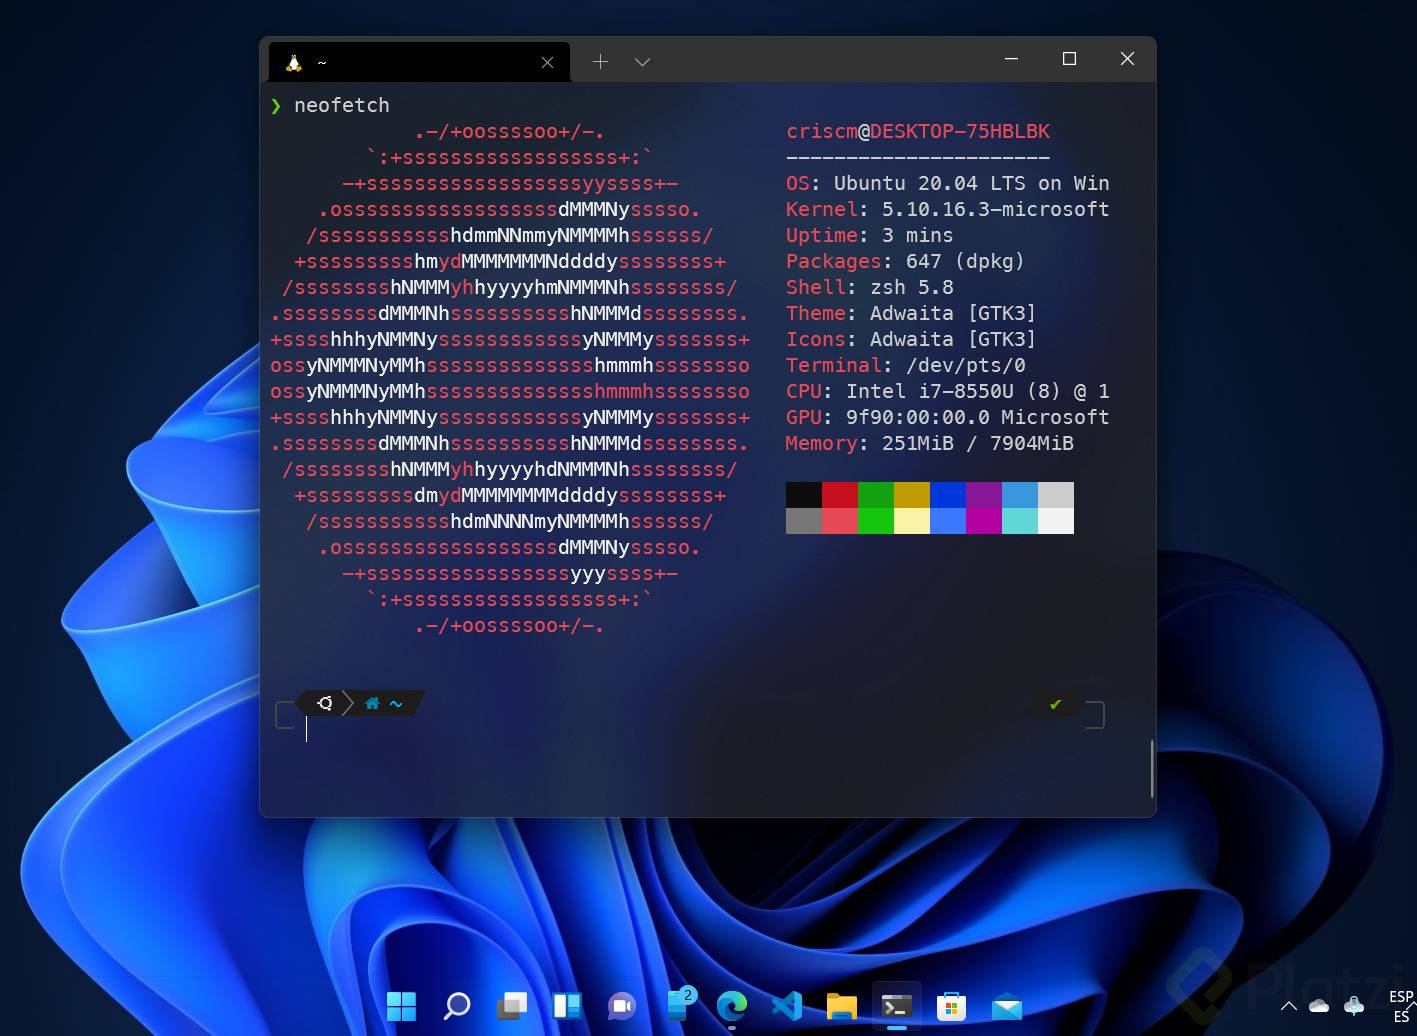 ~
❯ neofetch
.-/+oossssoo+/-.
`:+ssssssssssssssssss+:`
-+ssssssssssssssssssyyssss+-
.ossssssssssssssssssdMMMNysssso.
/ssssssssssshdmmNNmmyNMMMMhssssss/
+ssssssssshmydMMMMMMMNddddyssssssss+
/sssssssshNMMMyhhyyyyhmNMMMNhssssssss/
.ssssssssdMMMNhsssssssssshNMMMdssssssss.
+sssshhhyNMMNyssssssssssssyNMMMysssssss+
ossyNMMMNyMMhsssssssssssssshmmmhssssssso
ossyNMMMNyMMhsssssssssssssshmmmhssssssso
+sssshhhyNMMNyssssssssssssyNMMMysssssss+
.ssssssssdMMMNhsssssssssshNMMMdssssssss.
/sssssssshNMMMyhhyyyyhdNMMMNhssssssss/
+sssssssssdmydMMMMMMMMddddyssssssss+
/ssssssssssshdmNNNNmyNMMMMhssssss/
.ossssssssssssssssssdMMMNysssso.
-+sssssssssssssssssyyyssss+-
`:+ssssssssssssssssss+:`
.-/+oossssoo+/-.
criscm@DESKTOP-75HBLBK
----------------------
OS: Ubuntu 20.04 LTS on Win
Kernel: 5.10.16.3-microsoft
Uptime: 3 mins
Packages: 647 (dpkg)
Shell: zsh 5.8
Theme: Adwaita [GTK3]
Icons: Adwaita [GTK3]
Terminal: /dev/pts/0
CPU: Intel i7-8550U (8) @ 1
GPU: 9f90:00:00.0 Microsoft
Memory: 251MiB / 7904MiB
~ ✔
2
Platzi
ESP
ES